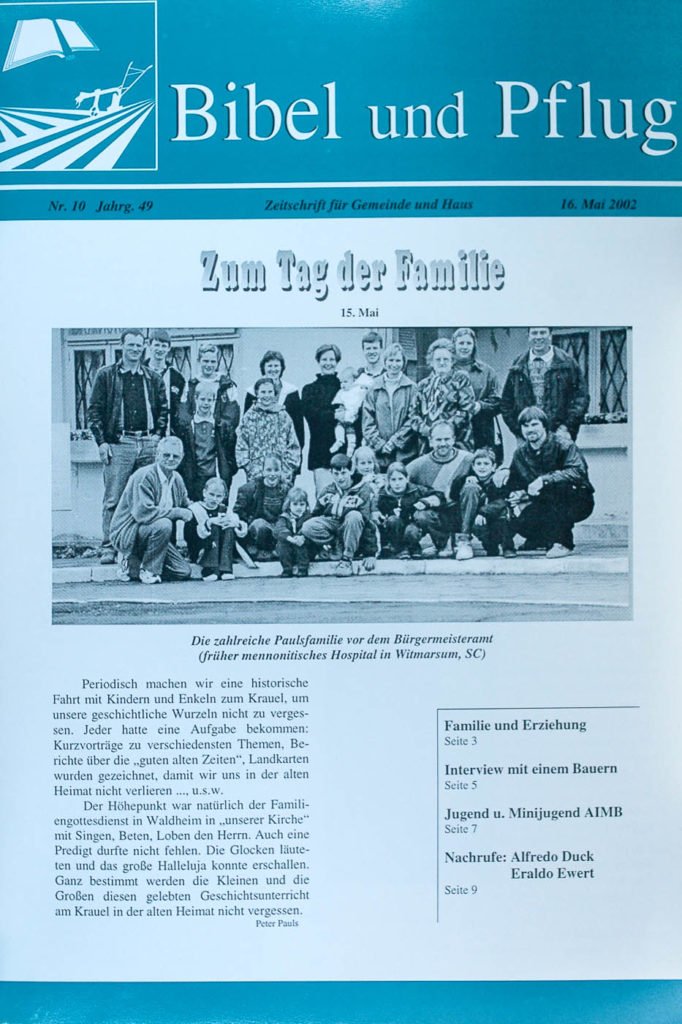 Bibel und Pflug
Nr. 10 Jahrg. 49
Zeitschrift für Gemeinde und Haus
16. Mai 2002
Zum Tag der Familie
15. Mai
Die zahlreiche Paulsfamilie vor dem Bürgermeisteramt
(früher mennonitisches Hospital in Witmarsum, SC)
Periodisch machen wir eine historische
Fahrt mit Kindern und Enkeln zum Krauel, um
unsere geschichtliche Wurzeln nicht zu verges-
sen. Jeder hatte eine Aufgabe bekommen:
Kurzvorträge zu verschiedensten Themen, Be-
richte über die „guten alten Zeiten“, Landkarten
wurden gezeichnet, damit wir uns in der alten
Heimat nicht verlieren ..., u.s.w.
Der Höhepunkt war natürlich der Famili-
engottesdienst in Waldheim in „unserer Kirche“
mit Singen, Beten, Loben den Herrn. Auch eine
Predigt durfte nicht fehlen. Die Glocken läute-
ten und das große Halleluja konnte erschallen.
Ganz bestimmt werden die Kleinen und die
Großen diesen gelebten Geschichtsunterricht
am Krauel in der alten Heimat nicht vergessen.
Peter Pauls
Familie und Erziehung
Seite 3
Interview mit einem Bauern
Seite 5
Jugend u. Minijugend AIMB
Seite 7
Nachrufe: Alfredo Duck
Eraldo Ewert
Seite 9